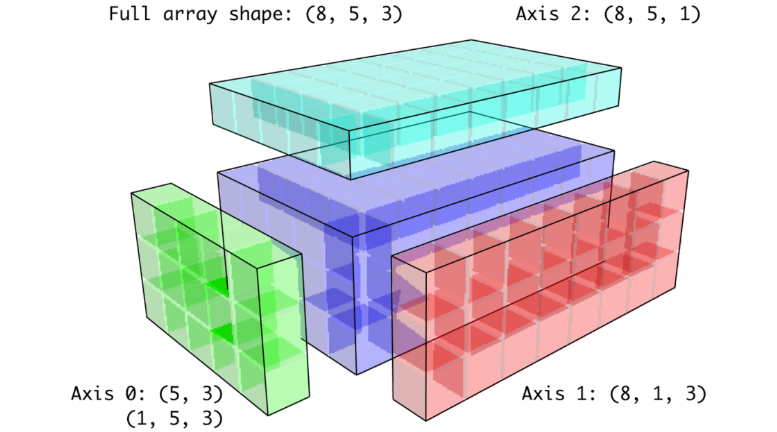 Full array shape: (8, 5, 3)
Axis 2: (8, 5, 1)
Axis 0: (5, 3)
(1, 5, 3)
Axis 1: (8, 1, 3)